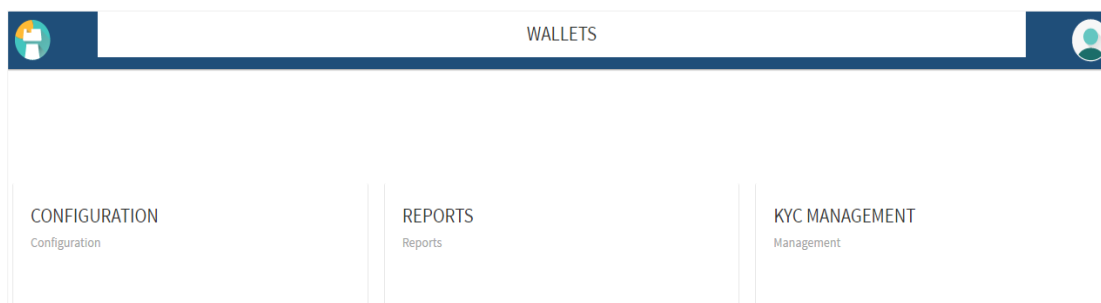 WALLETS
CONFIGURATION
Configuration
REPORTS
Reports
KYC MANAGEMENT
Management